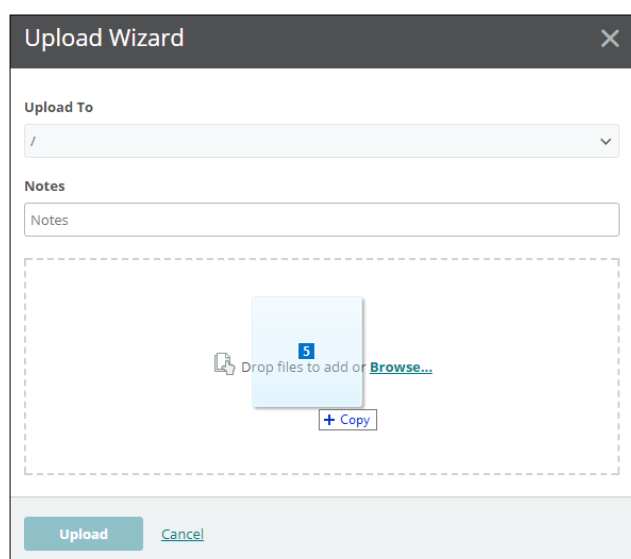 Upload Wizard
Upload To
/
Notes
Notes
5
Drop files to add or Browse...
+ Copy
Upload Cancel